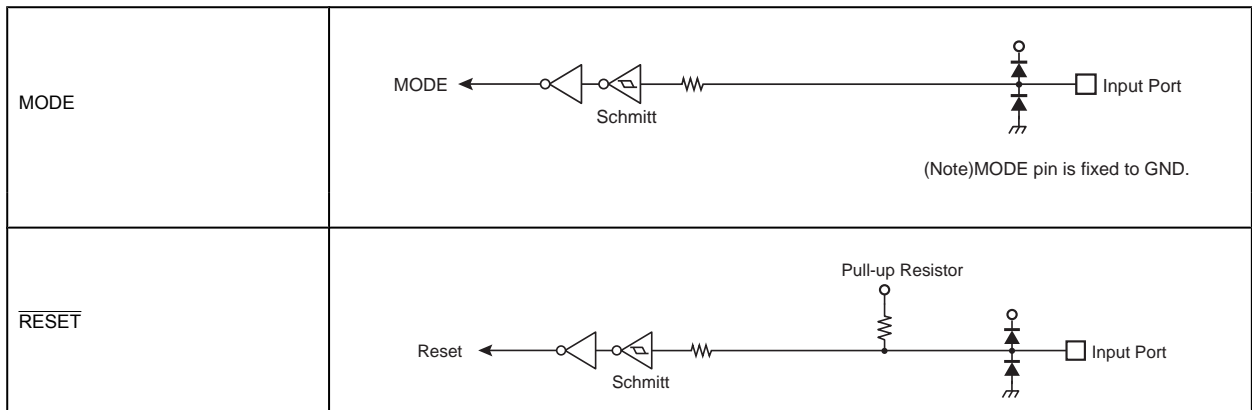 MODE
MODE
Schmitt
Input Port
(Note)MODE pin is fixed to GND.
RESET
Pull-up Resistor
Reset
Schmitt
Input Port